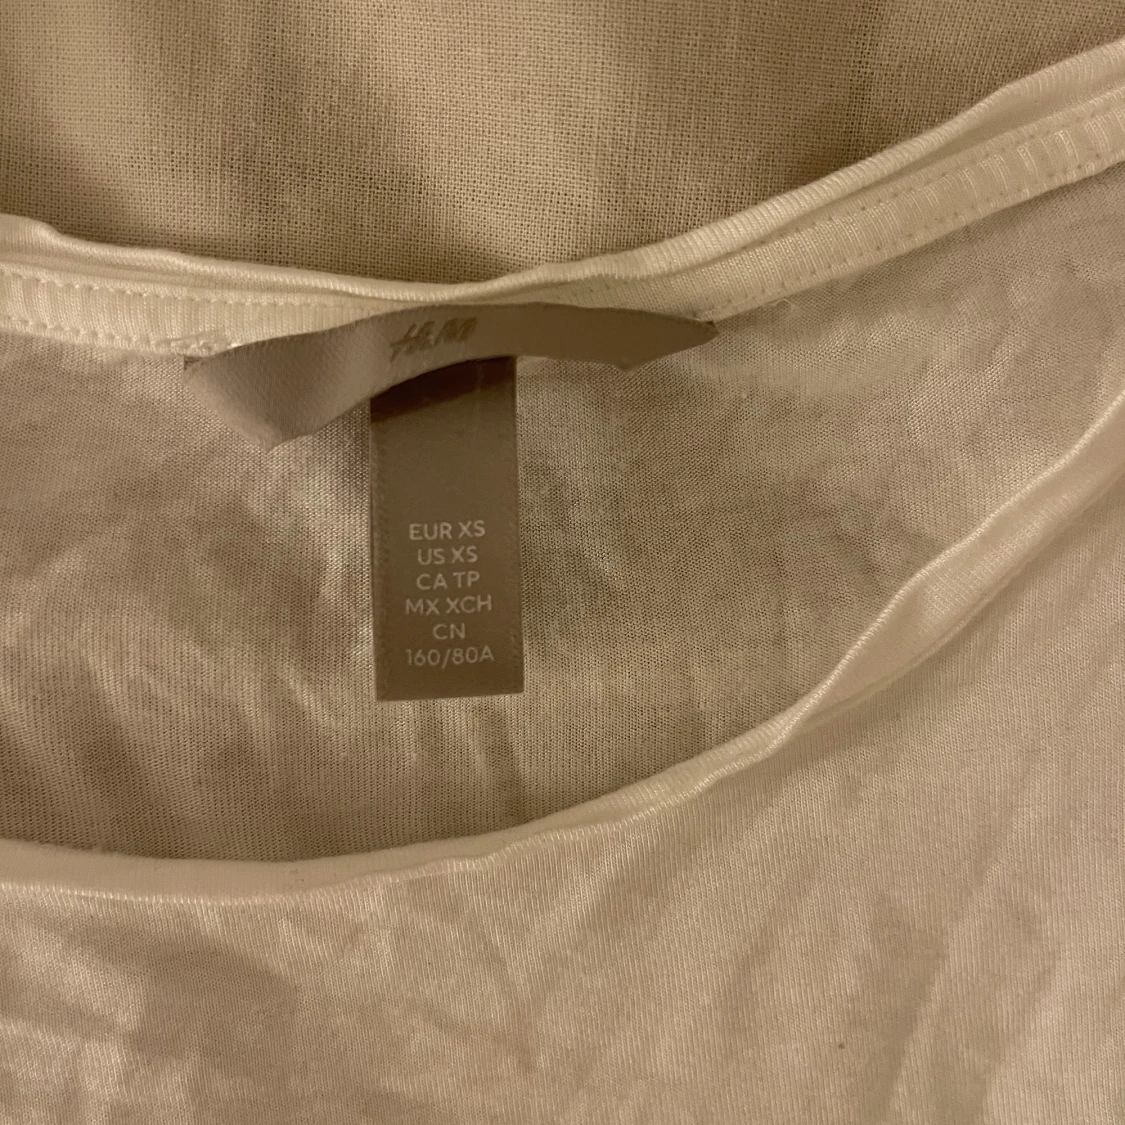 H&M
EUR XS
US XS
CA TP
MX XCH
CN
160/80A